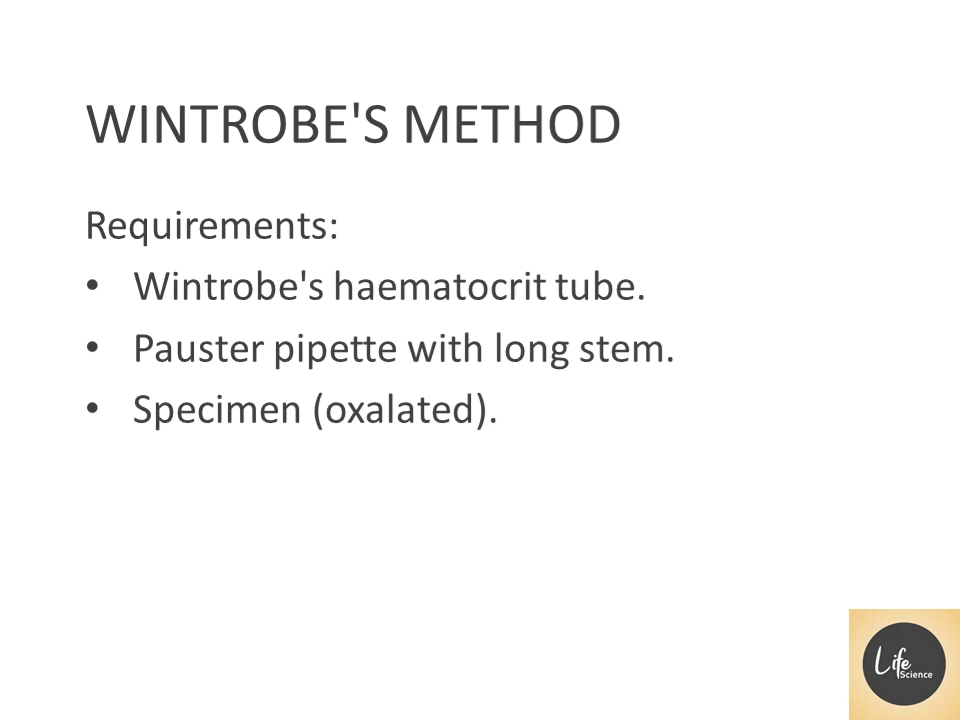 WINTROBE'S METHOD
Requirements:
• Wintrobe's haematocrit tube.
• Pauster pipette with long stem.
• Specimen (oxalated).
Life
Science